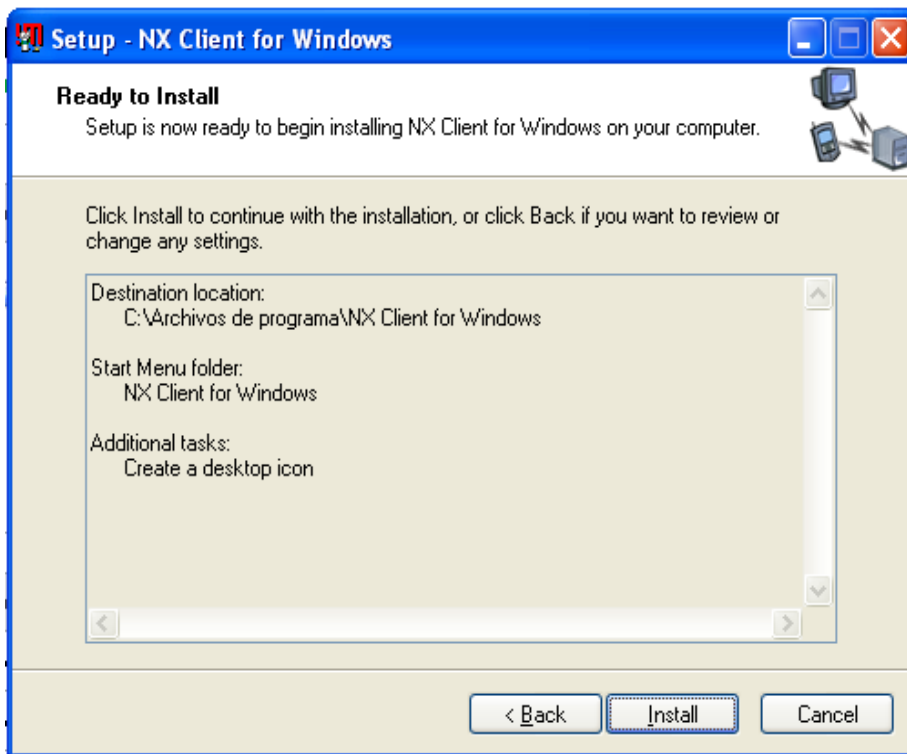 Setup - NX Client for Windows
Ready to Install
Setup is now ready to begin installing NX Client for Windows on your computer.
Click Install to continue with the installation, or click Back if you want to review or
change any settings.
Destination location:
C:\Archivos de programa\NX Client for Windows
Start Menu folder:
NX Client for Windows
Additional tasks:
Create a desktop icon
< Back
Install
Cancel